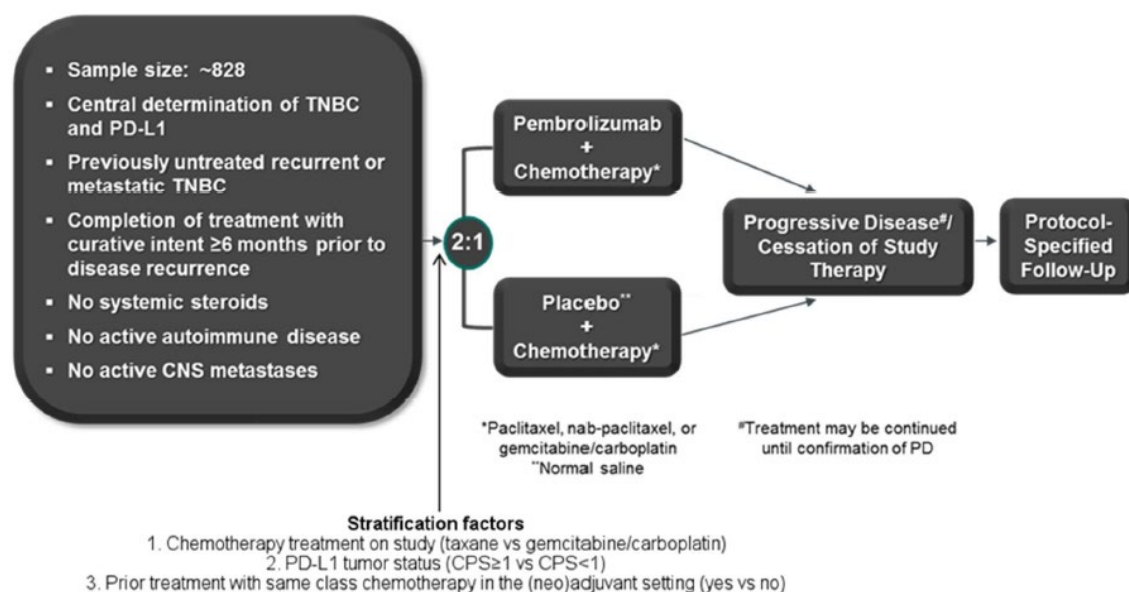 ▪ Sample size: ~828
▪ Central determination of TNBC
and PD-L1
▪ Previously untreated recurrent or
metastatic TNBC
▪ Completion of treatment with
curative intent ≥6 months prior to
disease recurrence
▪ No systemic steroids
▪ No active autoimmune disease
▪ No active CNS metastases
2:1
Pembrolizumab
+
Chemotherapy*
Placebo**
+
Chemotherapy*
Progressive Disease#/
Cessation of Study
Therapy
Protocol-
Specified
Follow-Up
*Paclitaxel, nab-paclitaxel, or
gemcitabine/carboplatin
**Normal saline
#Treatment may be continued
until confirmation of PD
Stratification factors
1. Chemotherapy treatment on study (taxane vs gemcitabine/carboplatin)
2. PD-L1 tumor status (CPS≥1 vs CPS<1)
3. Prior treatment with same class chemotherapy in the (neo)adjuvant setting (yes vs no)